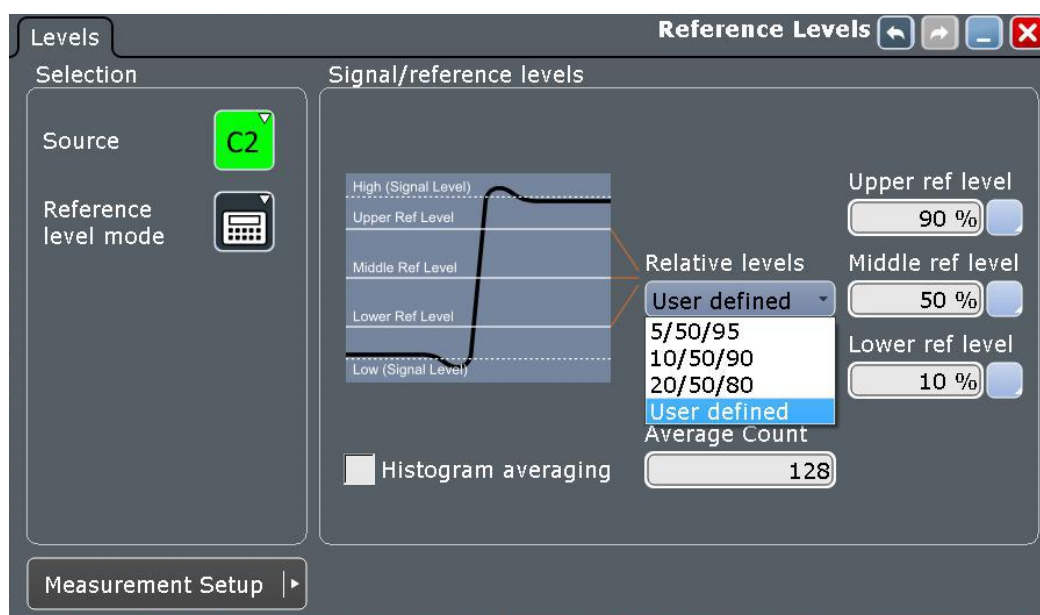 Levels
Reference Levels
Selection
Signal/reference levels
Source
C2
Reference
level mode
High (Signal Level)
Upper Ref Level
Middle Ref Level
Lower Ref Level
Low (Signal Level)
Relative levels
User defined
5/50/95
10/50/90
20/50/80
User defined
Upper ref level
90 %
Middle ref level
50 %
Lower ref level
10 %
Histogram averaging
Average Count
128
Measurement Setup